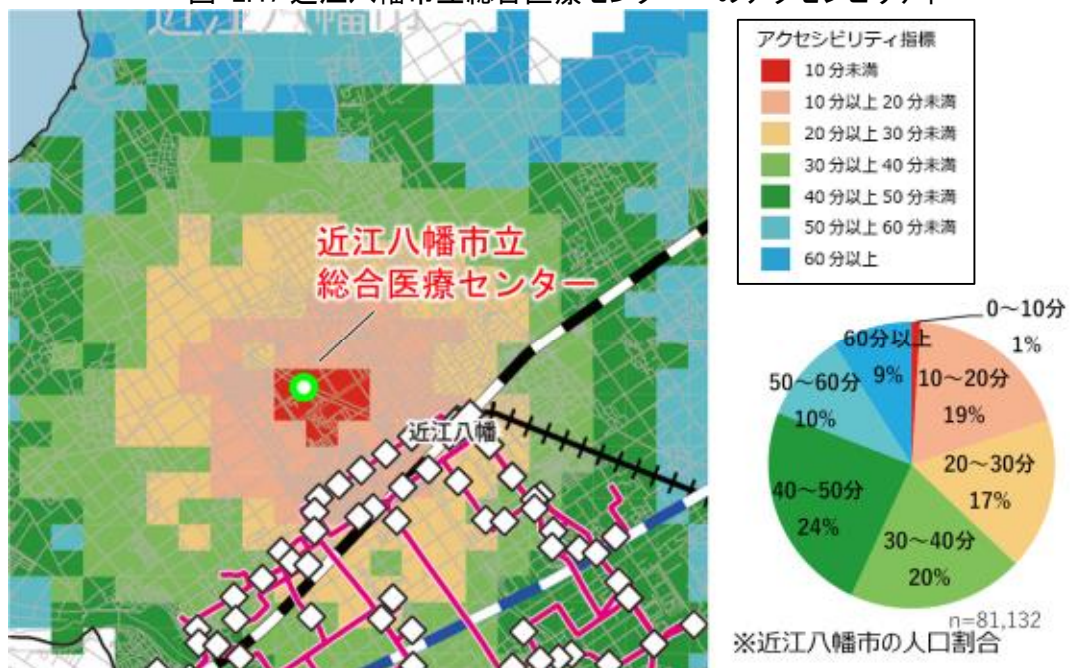 近江八幡市
アクセシビリティ指標
10分未満
10分以上20分未満
20分以上30分未満
30分以上40分未満
40分以上50分未満
50分以上60分未満
60分以上
近江八幡市立
総合医療センター
近江八幡
0～10分
1%
10～20分
19%
20～30分
17%
30～40分
20%
40～50分
24%
50～60分
10%
60分以上
9%
n=81,132
※近江八幡市の人口割合